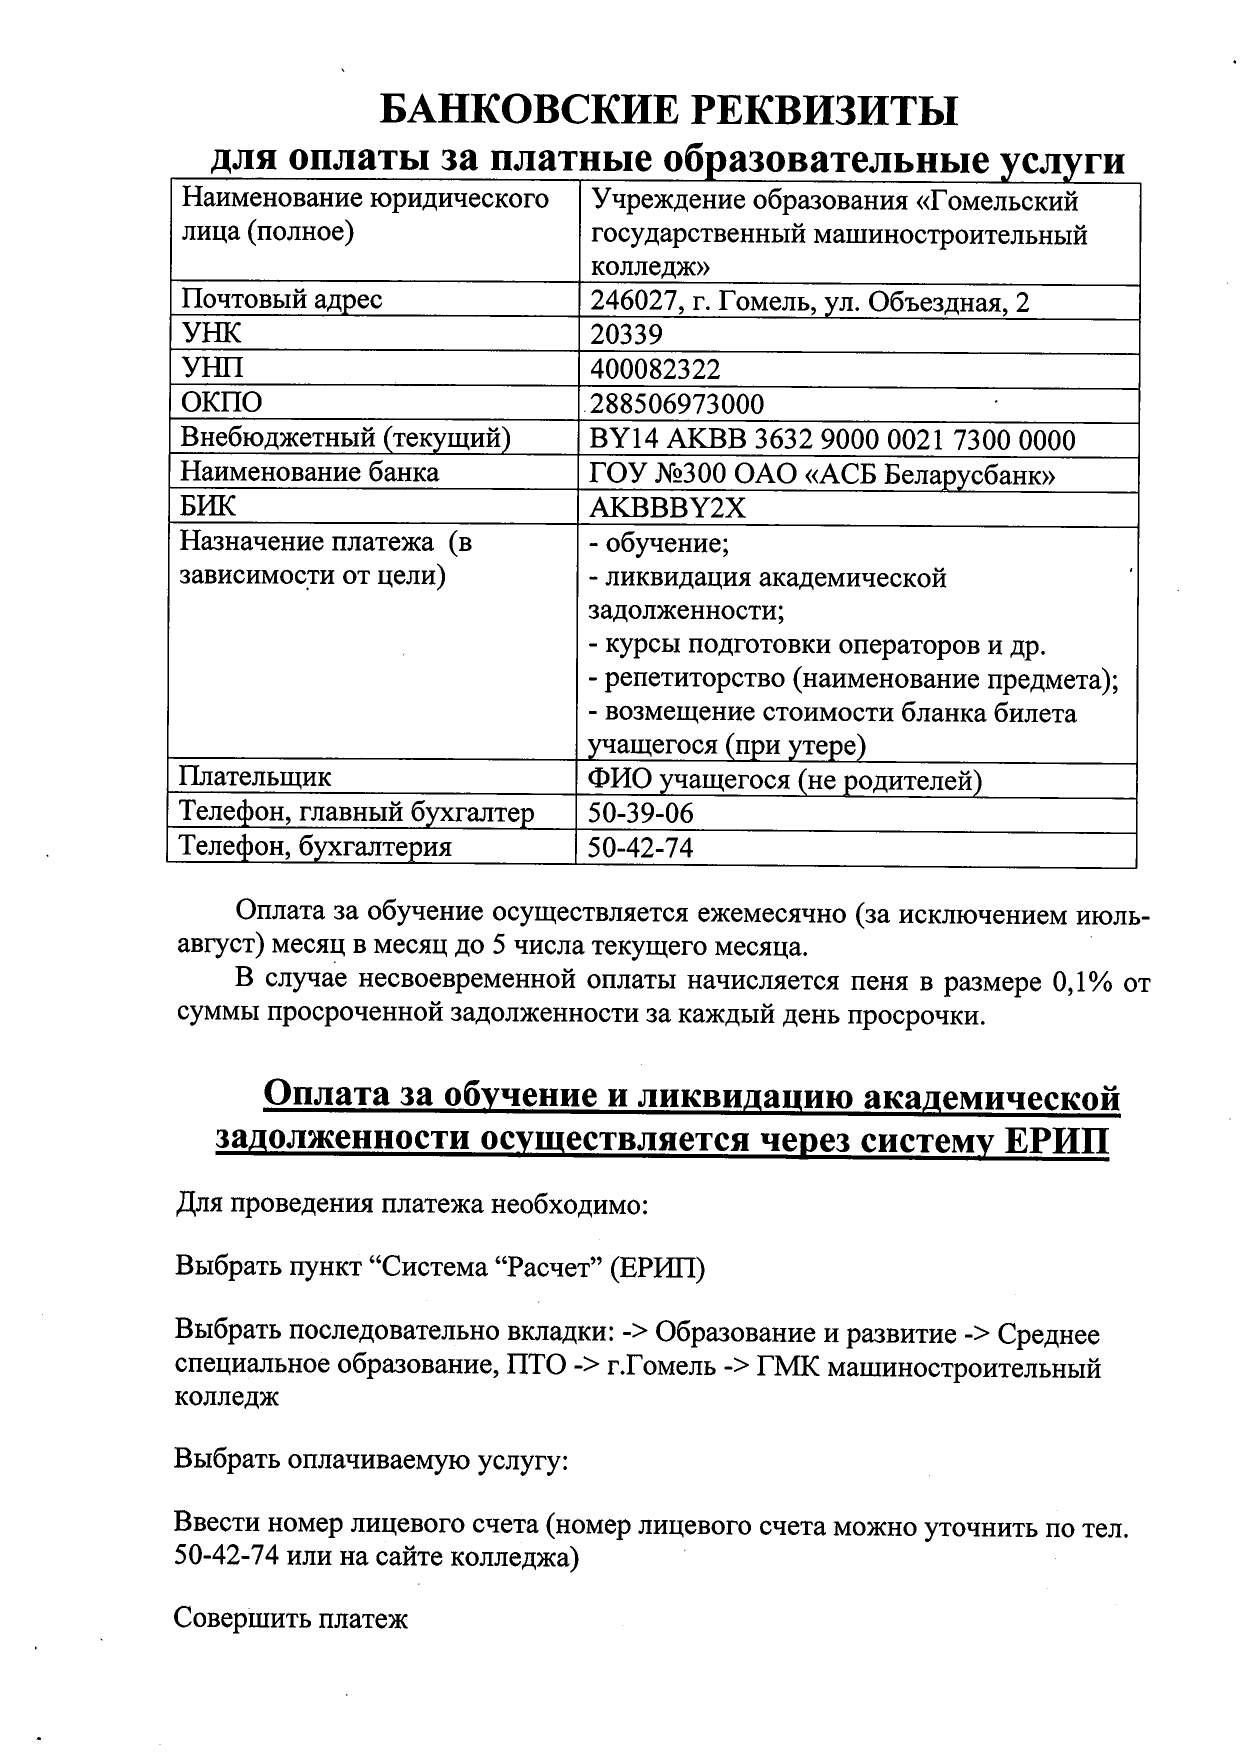 БАНКОВСКИЕ РЕКВИЗИТЫ
для оплаты за платные образовательные услуги
Наименование юридического
лица (полное)
Учреждение образования «Гомельский
государственный машиностроительный
колледж»
Почтовый адрес
246027, г. Гомель, ул. Объездная, 2
УНК
20339
УНП
400082322
ОКПО
288506973000
Внебюджетный (текущий)
BY14 AKBB 3632 9000 0021 7300 0000
Наименование банка
ГОУ №300 ОАО «АСБ Беларусбанк»
БИК
AKBBBY2X
Назначение платежа (в
зависимости от цели)
- обучение;
- ликвидация академической
задолженности;
- курсы подготовки операторов и др.
- репетиторство (наименование предмета);
- возмещение стоимости бланка билета
учащегося (при утере)
Плательщик
ФИО учащегося (не родителей)
Телефон, главный бухгалтер
50-39-06
Телефон, бухгалтерия
50-42-74
Оплата за обучение осуществляется ежемесячно (за исключением июль-
август) месяц в месяц до 5 числа текущего месяца.
В случае несвоевременной оплаты начисляется пеня в размере 0,1% от
суммы просроченной задолженности за каждый день просрочки.
Оплата за обучение и ликвидацию академической
задолженности осуществляется через систему ЕРИП
Для проведения платежа необходимо:
Выбрать пункт “Система “Расчет” (ЕРИП)
Выбрать последовательно вкладки: -> Образование и развитие -> Среднее
специальное образование, ПТО -> г.Гомель -> ГМК машиностроительный
колледж
Выбрать оплачиваемую услугу:
Ввести номер лицевого счета (номер лицевого счета можно уточнить по тел.
50-42-74 или на сайте колледжа)
Совершить платеж